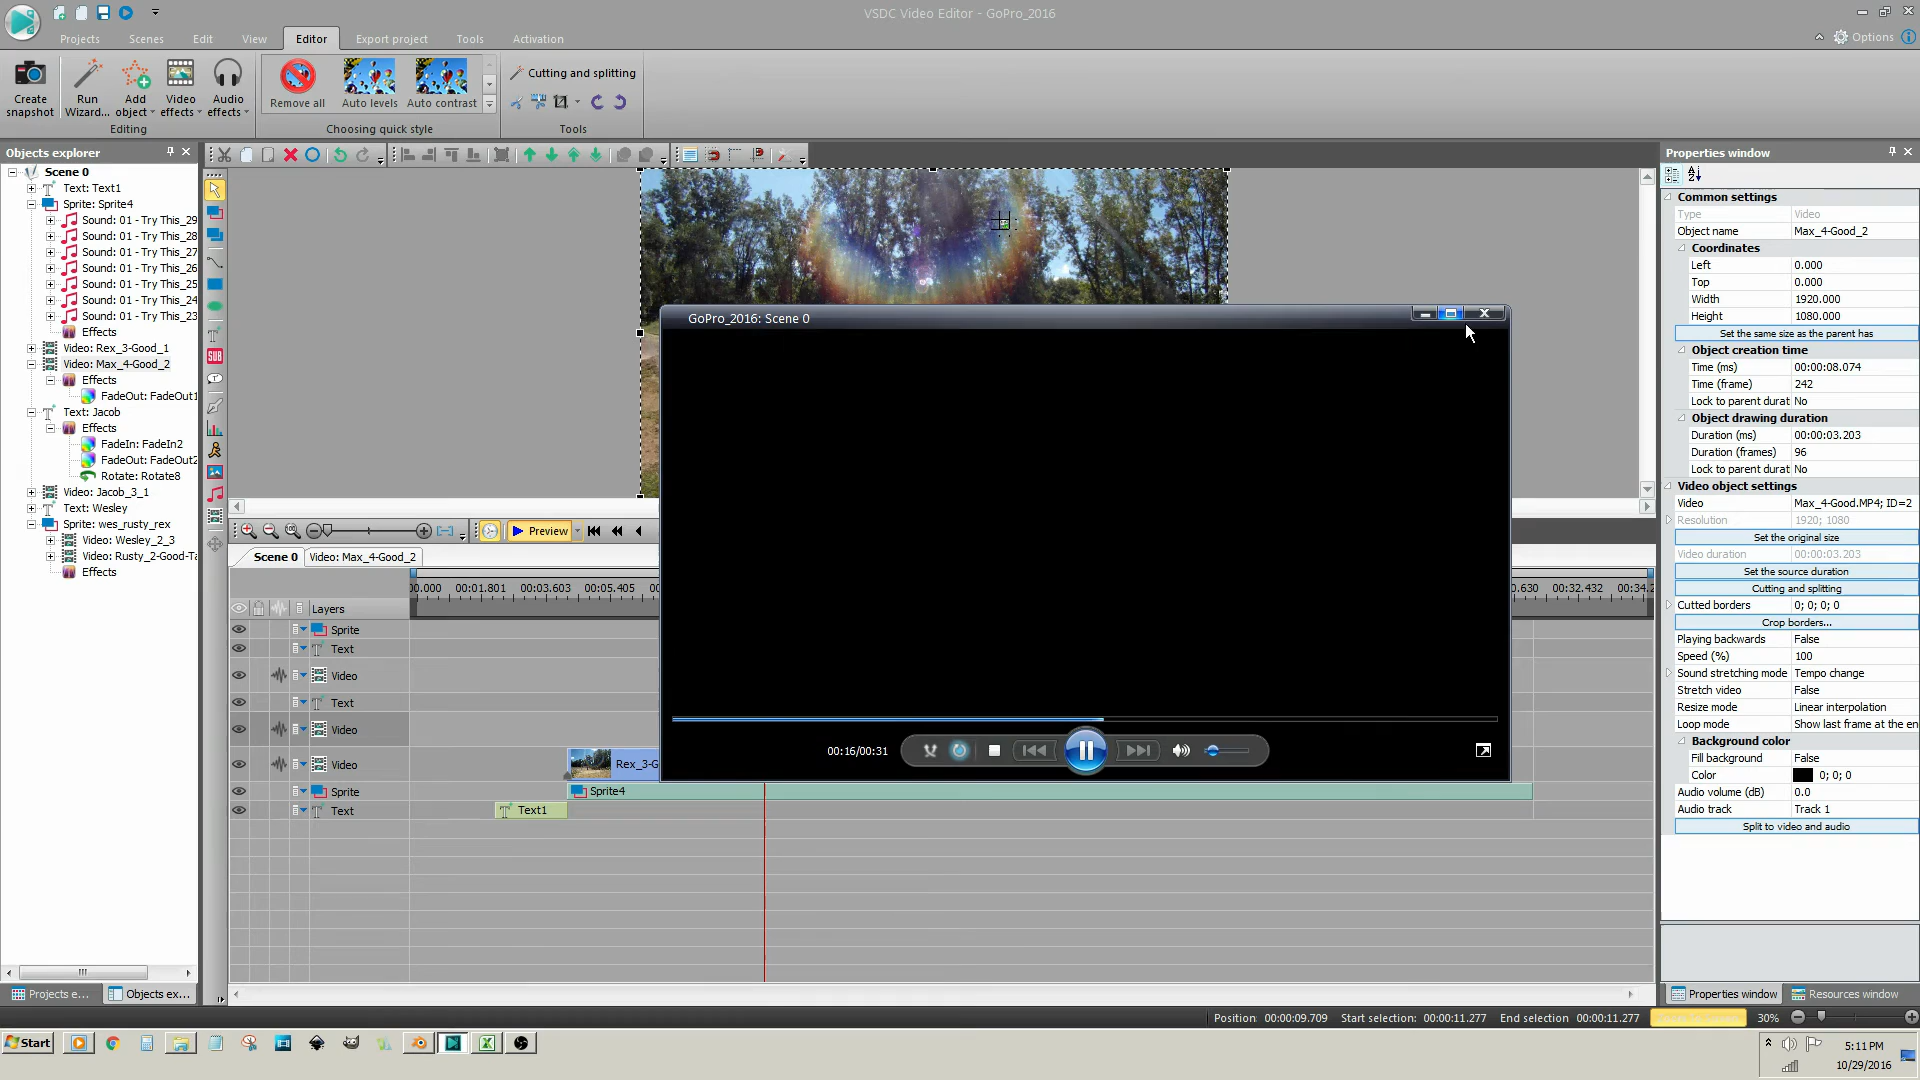 VSDC Video Editor - GoPro_2016
Projects
Scenes
Edit
View
Editor
Export project
Tools
Activation
Options
Create snapshot
Run Wizard...
Add object
Video effects
Audio effects
Editing
Remove all
Auto levels
Auto contrast
Choosing quick style
Cutting and splitting
Tools
Objects explorer
Scene 0
Text: Text1
Sprite: Sprite4
Sound: 01 - Try This_29
Sound: 01 - Try This_28
Sound: 01 - Try This_27
Sound: 01 - Try This_26
Sound: 01 - Try This_25
Sound: 01 - Try This_24
Sound: 01 - Try This_23
Effects
Video: Rex_3-Good_1
Video: Max_4-Good_2
Effects
FadeOut: FadeOut1
Text: Jacob
Effects
FadeIn: FadeIn2
FadeOut: FadeOut2
Rotate: Rotate8
Video: Jacob_3_1
Text: Wesley
Sprite: wes_rusty_rex
Video: Wesley_2_3
Video: Rusty_2-Good-Ta
Effects
Projects e...
Objects ex...
SUB
GoPro_2016: Scene 0
00:16/00:31
Preview
Scene 0
Video: Max_4-Good_2
00.000 00:01.801 00:03.603 00:05.405
.630 00:32.432 00:34.2
Layers
Sprite
Text
Video
Text
Video
Video
Rex_3-G
Sprite
Sprite4
Text
Text1
Properties window
Common settings
Type Video
Object name Max_4-Good_2
Coordinates
Left 0.000
Top 0.000
Width 1920.000
Height 1080.000
Set the same size as the parent has
Object creation time
Time (ms) 00:00:08.074
Time (frame) 242
Lock to parent durat No
Object drawing duration
Duration (ms) 00:00:03.203
Duration (frames) 96
Lock to parent durat No
Video object settings
Video Max_4-Good.MP4; ID=2
Resolution 1920; 1080
Set the original size
Video duration 00:00:03.203
Set the source duration
Cutting and splitting
Cutted borders 0; 0; 0; 0
Crop borders...
Playing backwards False
Speed (%) 100
Sound stretching mode Tempo change
Stretch video False
Resize mode Linear interpolation
Loop mode Show last frame at the en
Background color
Fill background False
Color 0; 0; 0
Audio volume (dB) 0.0
Audio track Track 1
Split to video and audio
Properties window
Resources window
Position: 00:00:09.709 Start selection: 00:00:11.277 End selection 00:00:11.277
30%
Start
5:11 PM
10/29/2016